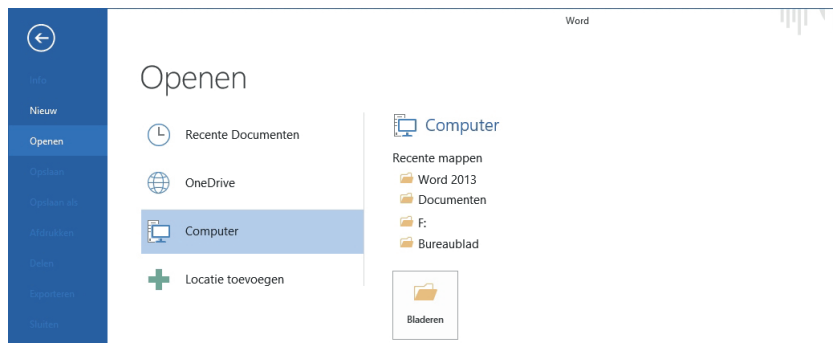 Word
Info
Nieuw
Openen
Opslaan
Opslaan als
Afdrukken
Delen
Exporteren
Sluiten
Openen
Recente Documenten
OneDrive
Computer
Locatie toevoegen
Computer
Recente mappen
Word 2013
Documenten
F:
Bureaublad
Bladeren